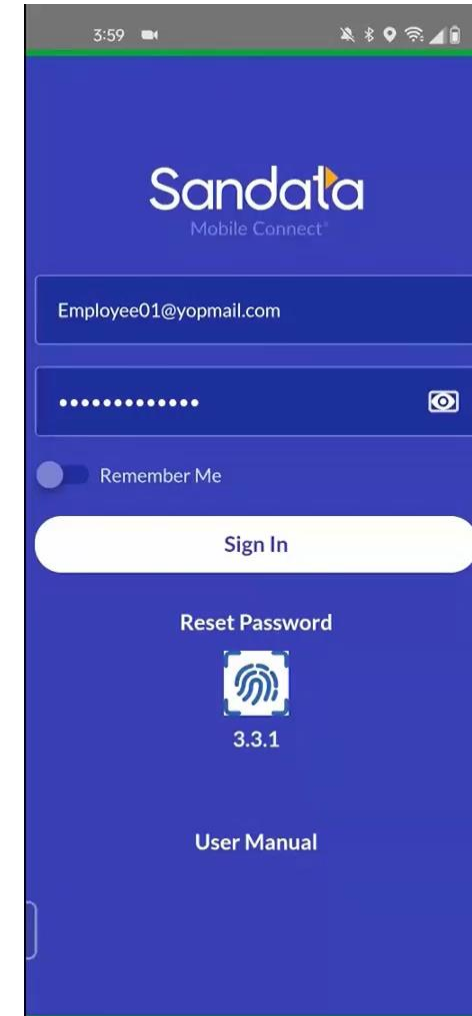 3:59
Sandata
Mobile Connect®
Employee01@yopmail.com
•••••••••••••
Remember Me
Sign In
Reset Password
3.3.1
User Manual